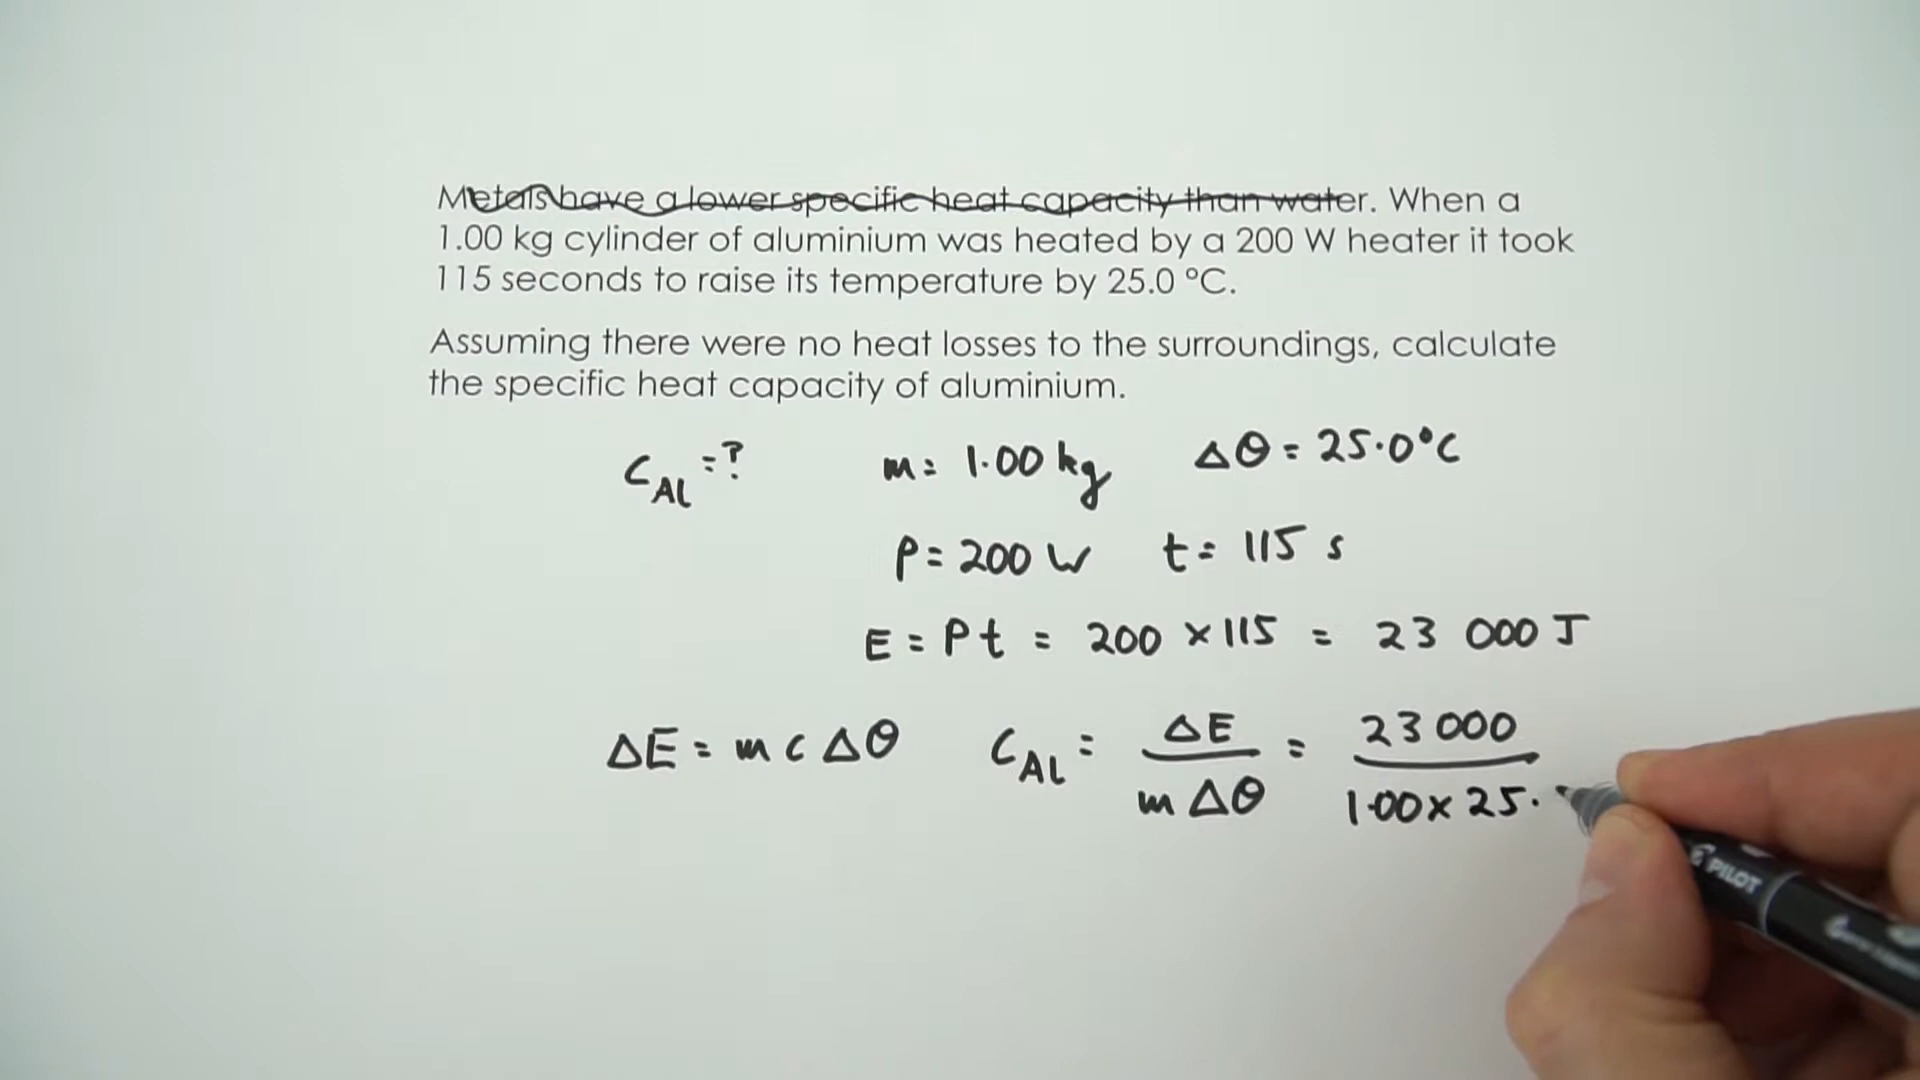 Metals have a lower specific heat capacity than water. When a
1.00 kg cylinder of aluminium was heated by a 200 W heater it took
115 seconds to raise its temperature by 25.0 °C.
Assuming there were no heat losses to the surroundings, calculate
the specific heat capacity of aluminium.
C_Al = ? m = 1.00 kg Δθ = 25.0°C
P = 200 W t = 115 s
E = Pt = 200 × 115 = 23 000 J
ΔE = m c Δθ C_Al = ΔE / m Δθ = 23 000 / 1.00 × 25.
PILOT